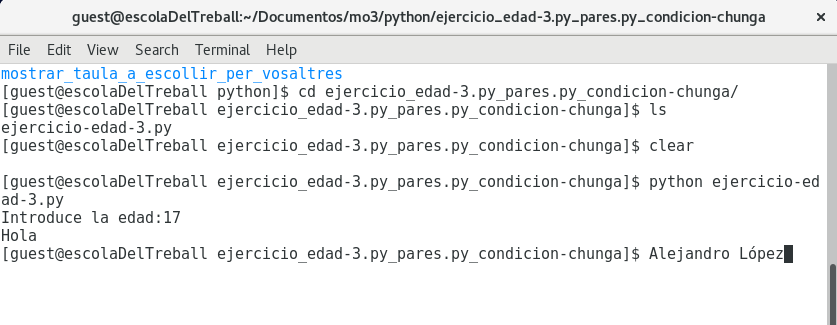 guest@escolaDelTreball:~/Documentos/mo3/python/ejercicio_edad-3.py_pares.py_condicion-chunga
×
File Edit View Search Terminal Help
mostrar_taula_a_escollir_per_vosaltres
[guest@escolaDelTreball python]$ cd ejercicio_edad-3.py_pares.py_condicion-chunga/
[guest@escolaDelTreball ejercicio_edad-3.py_pares.py_condicion-chunga]$ ls
ejercicio-edad-3.py
[guest@escolaDelTreball ejercicio_edad-3.py_pares.py_condicion-chunga]$ clear
[guest@escolaDelTreball ejercicio_edad-3.py_pares.py_condicion-chunga]$ python ejercicio-ed
ad-3.py
Introduce la edad:17
Hola
[guest@escolaDelTreball ejercicio_edad-3.py_pares.py_condicion-chunga]$ Alejandro López